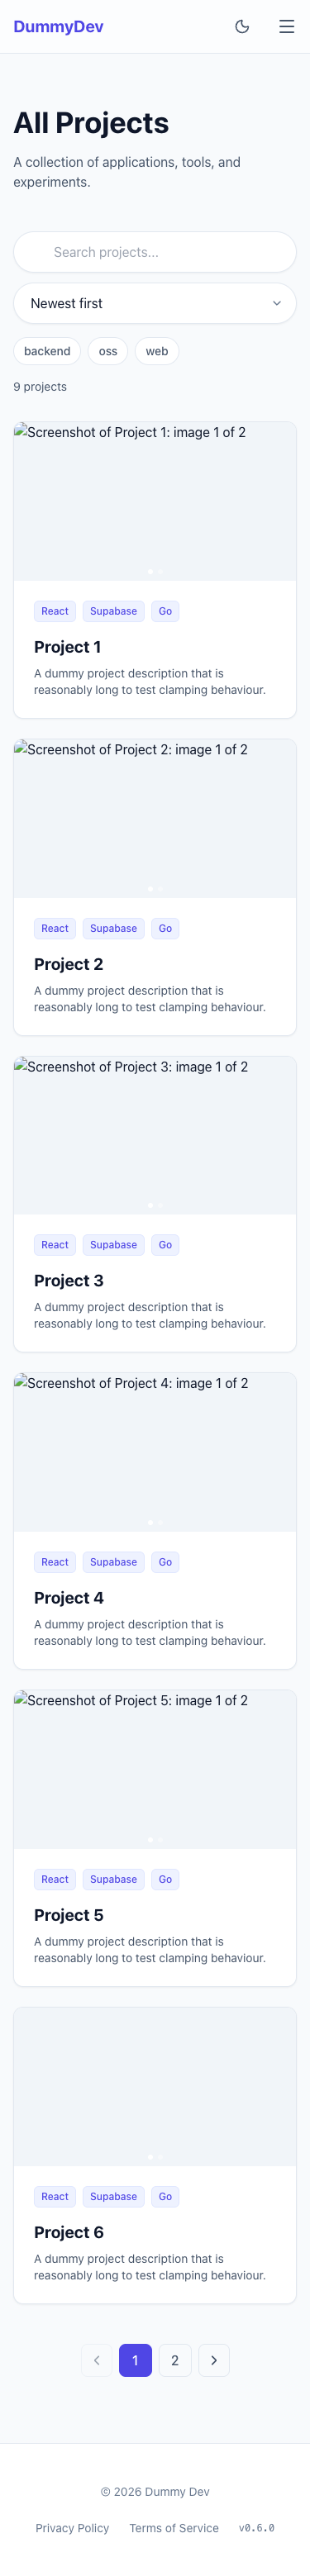 DummyDev
All Projects
A collection of applications, tools, and
experiments.
Search projects...
Newest first
backend oss web
9 projects
Screenshot of Project 1: image 1 of 2
React Supabase Go
Project 1
A dummy project description that is
reasonably long to test clamping behaviour.
Screenshot of Project 2: image 1 of 2
React Supabase Go
Project 2
A dummy project description that is
reasonably long to test clamping behaviour.
Screenshot of Project 3: image 1 of 2
React Supabase Go
Project 3
A dummy project description that is
reasonably long to test clamping behaviour.
Screenshot of Project 4: image 1 of 2
React Supabase Go
Project 4
A dummy project description that is
reasonably long to test clamping behaviour.
Screenshot of Project 5: image 1 of 2
React Supabase Go
Project 5
A dummy project description that is
reasonably long to test clamping behaviour.
React Supabase Go
Project 6
A dummy project description that is
reasonably long to test clamping behaviour.
1 2
© 2026 Dummy Dev
Privacy Policy Terms of Service v0.6.0